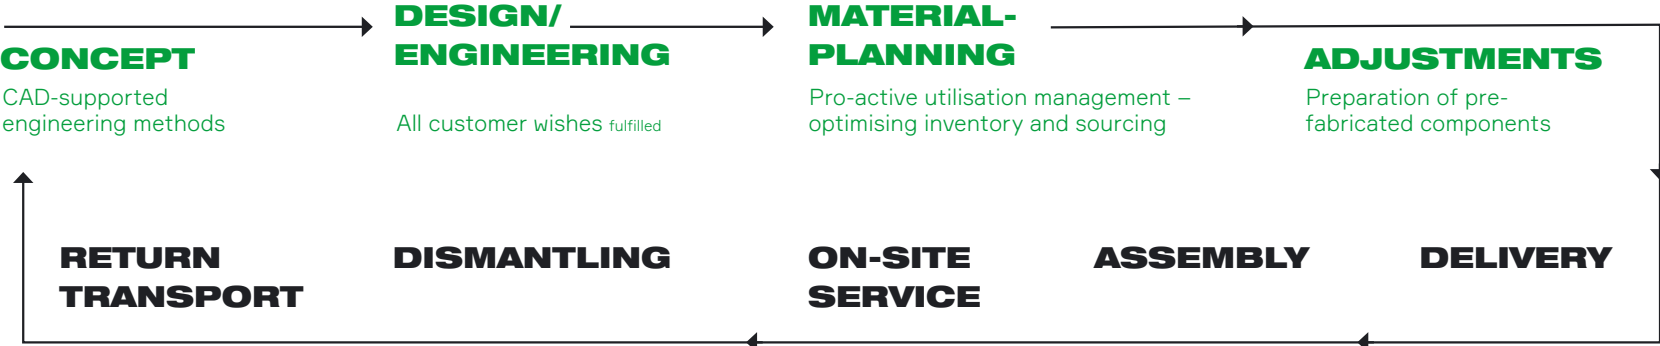 CONCEPT
CAD-supported
engineering methods
DESIGN/
ENGINEERING
All customer wishes fulfilled
MATERIAL-
PLANNING
Pro-active utilisation management –
optimising inventory and sourcing
ADJUSTMENTS
Preparation of pre-
fabricated components
DELIVERY
ASSEMBLY
ON-SITE
SERVICE
DISMANTLING
RETURN
TRANSPORT